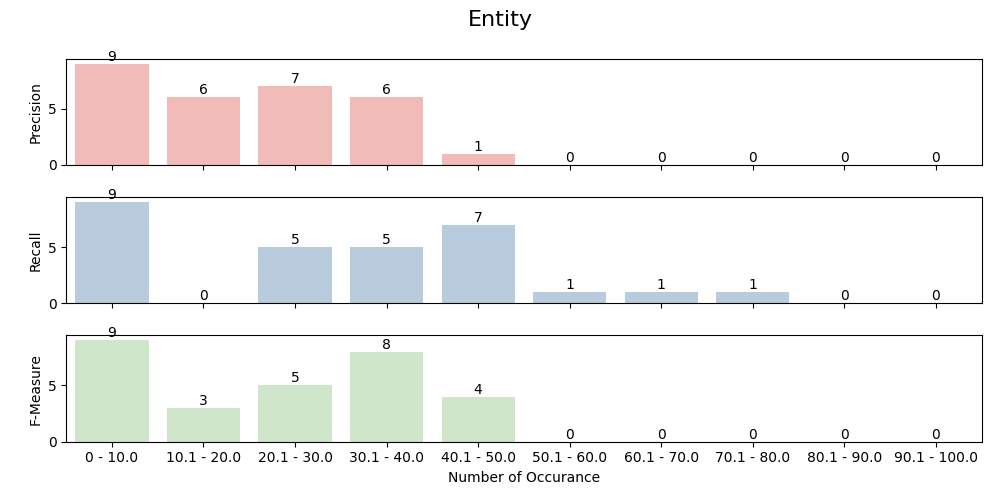 Entity
9 6 7 6 1 0 0 0 0 0
5
0
Precision
9 0 5 5 7 1 1 1 0 0
5
0
Recall
9 3 5 8 4 0 0 0 0 0
5
0
F-Measure
0 - 10.0 10.1 - 20.0 20.1 - 30.0 30.1 - 40.0 40.1 - 50.0 50.1 - 60.0 60.1 - 70.0 70.1 - 80.0 80.1 - 90.0 90.1 - 100.0
Number of Occurance